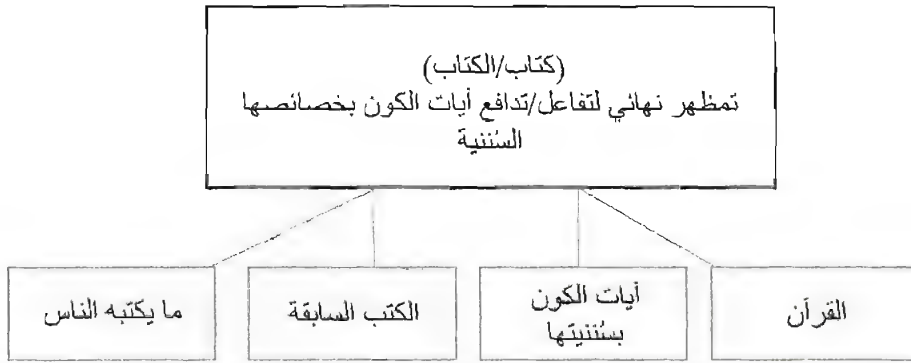 (كتاب/الكتاب)
تمظهر نهائي لتفاعل/تدافع أيات الكون بخصائصها
السُننية
القرآن
أيات الكون
بسُننيتها
الكتب السابقة
ما يكتبه الناس